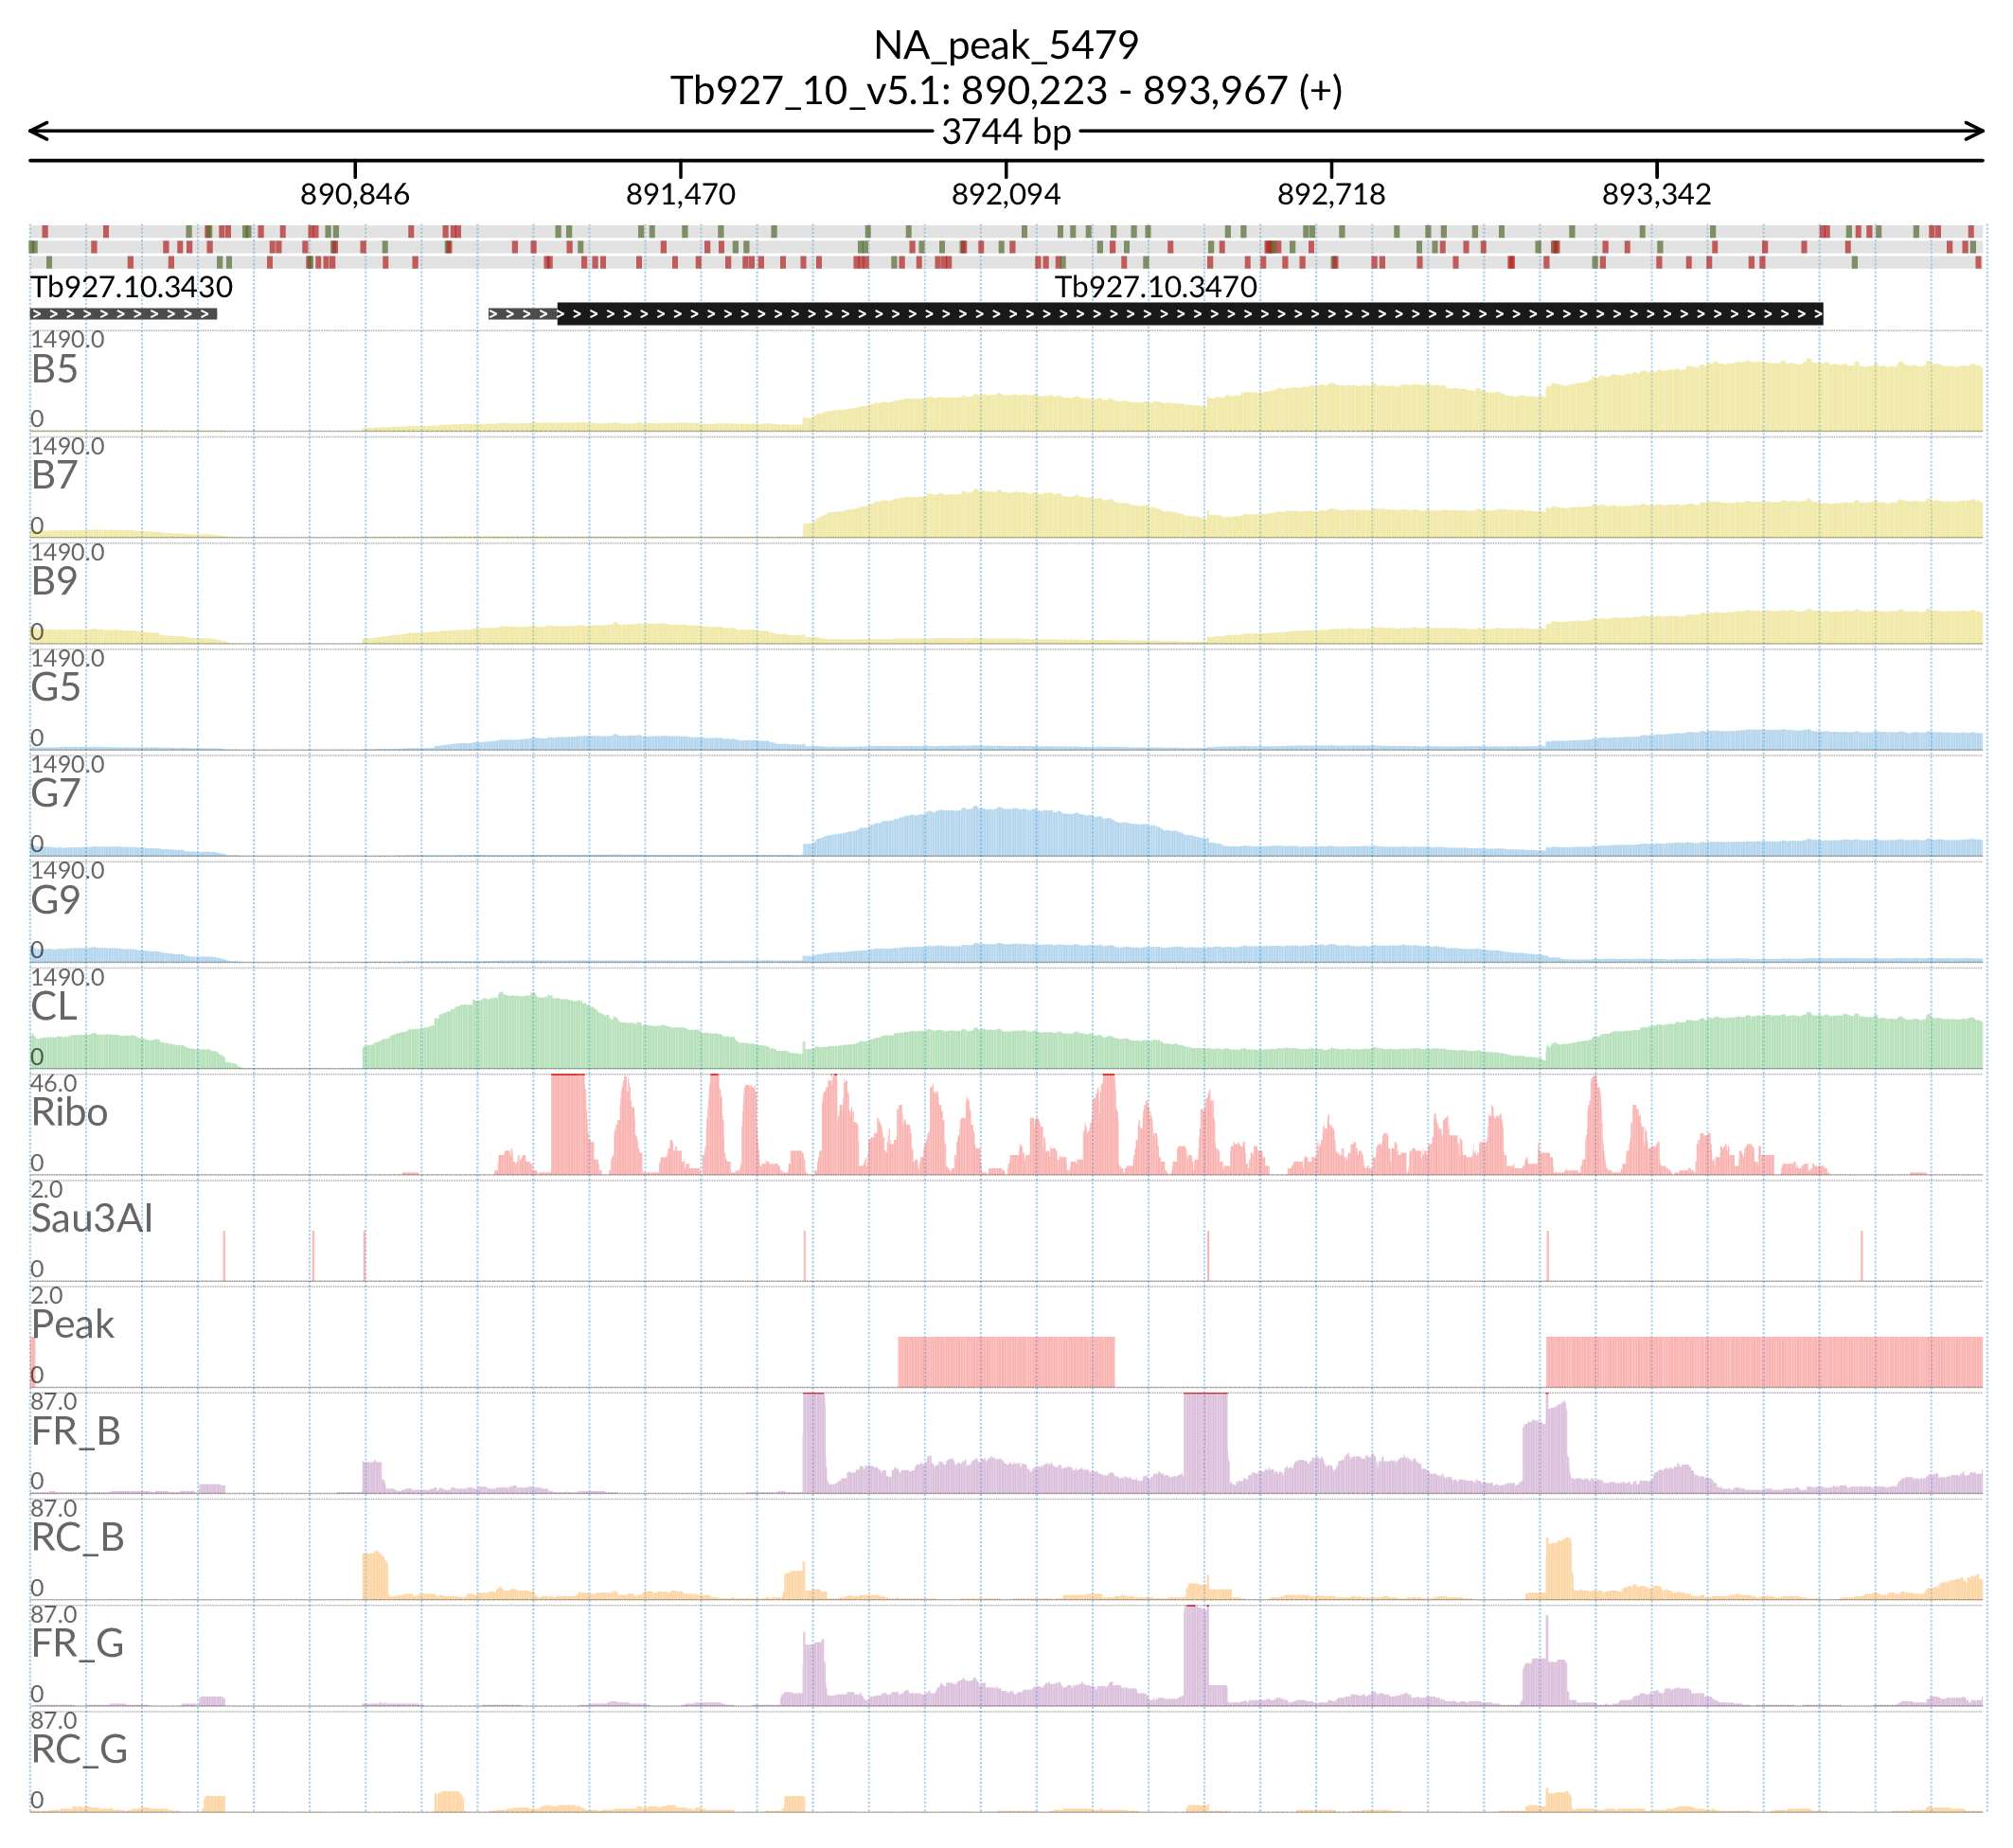 NA_peak_5479
Tb927_10_v5.1: 890,223 - 893,967 (+)
3744 bp
890,846 891,470 892,094 892,718 893,342
Tb927.10.3430 Tb927.10.3470
1490.0
B5
0
1490.0
B7
0
1490.0
B9
0
1490.0
G5
0
1490.0
G7
0
1490.0
G9
0
1490.0
CL
0
46.0
Ribo
0
2.0
Sau3AI
0
2.0
Peak
0
87.0
FR_B
0
87.0
RC_B
0
87.0
FR_G
0
87.0
RC_G
0